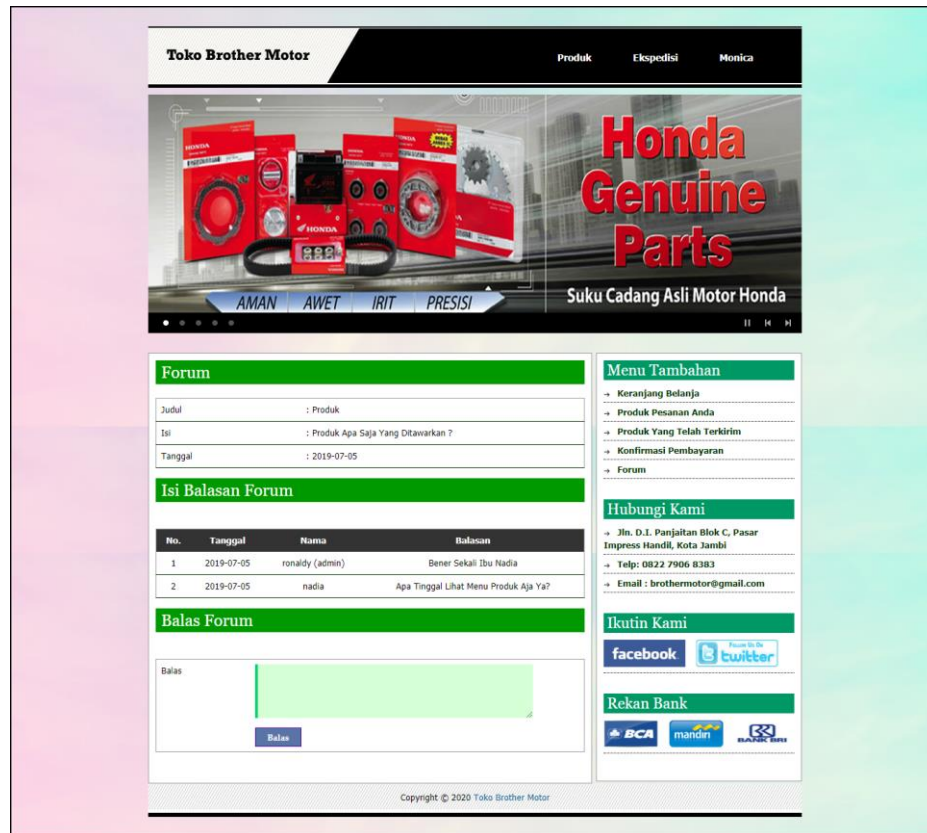 Toko Brother Motor
Produk Ekspedisi Monica
Honda
Genuine
Parts
HONDA
AMAN AWET IRIT PRESISI
Suku Cadang Asli Motor Honda
Forum
Judul : Produk
Isi : Produk Apa Saja Yang Ditawarkan ?
Tanggal : 2019-07-05
Isi Balasan Forum
No. Tanggal Nama Balasan
1 2019-07-05 ronaldy (admin) Bener Sekali Ibu Nadia
2 2019-07-05 nadia Apa Tinggal Lihat Menu Produk Aja Ya?
Balas Forum
Balas
Balas
Menu Tambahan
→ Keranjang Belanja
→ Produk Pesanan Anda
→ Produk Yang Telah Terkirim
→ Konfirmasi Pembayaran
→ Forum
Hubungi Kami
→ Jln. D.I. Panjaitan Blok C, Pasar
Impress Handil, Kota Jambi
→ Telp: 0822 7906 8383
→ Email : brothermotor@gmail.com
Ikutin Kami
facebook
Follow Us On
twitter
Rekan Bank
BCA mandiri BANK BRI
Copyright © 2020 Toko Brother Motor